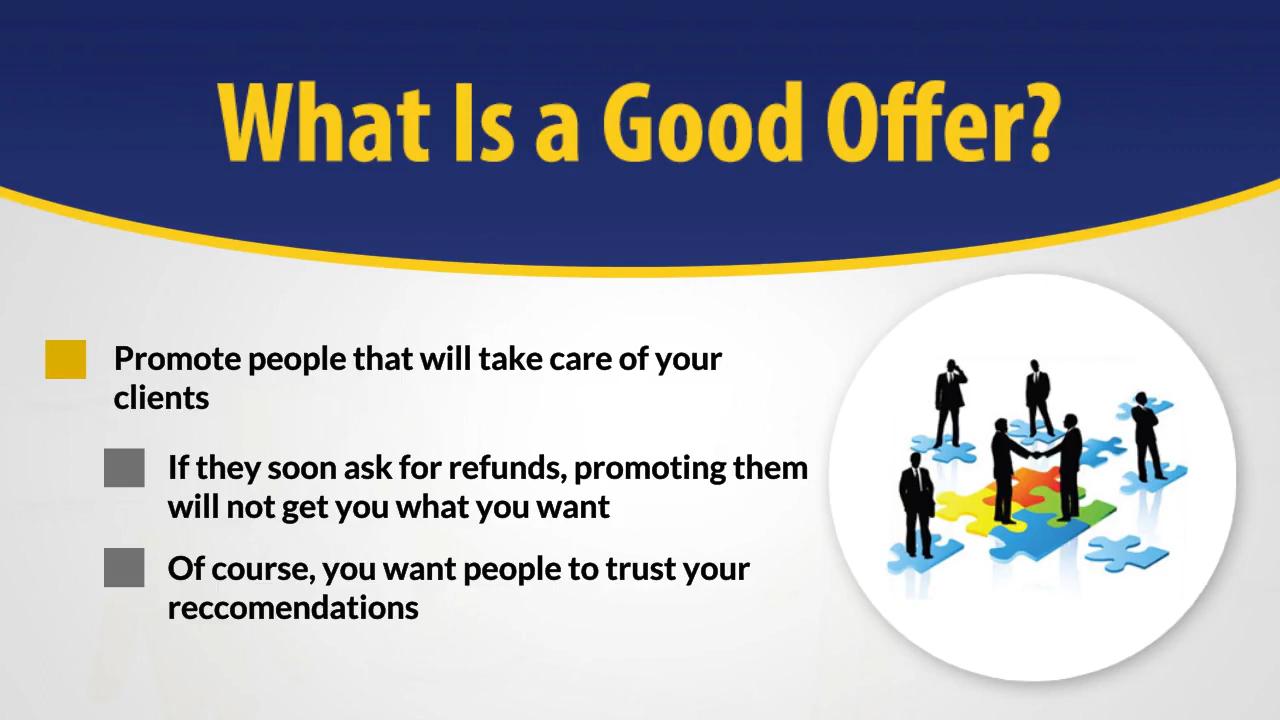 What Is a Good Offer?
Promote people that will take care of your
clients
If they soon ask for refunds, promoting them
will not get you what you want
Of course, you want people to trust your
reccomendations